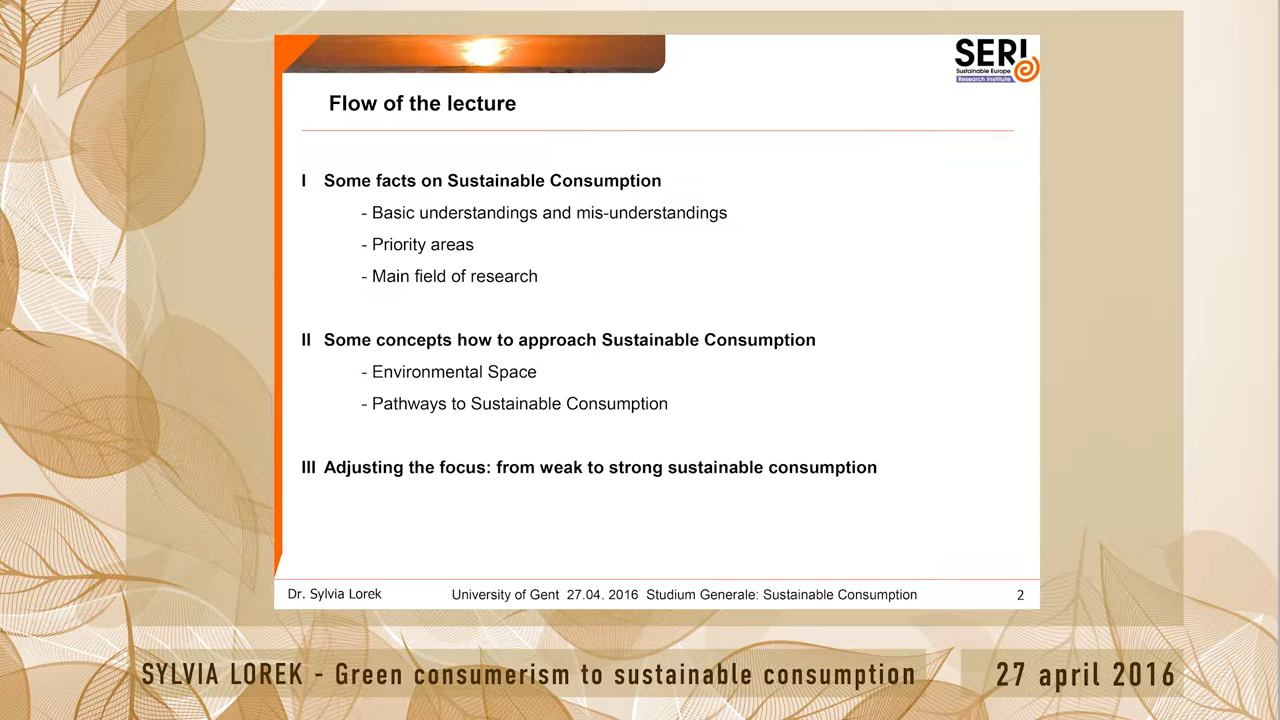 SERI
Sustainable Europe
Research Institute
Flow of the lecture
I Some facts on Sustainable Consumption
- Basic understandings and mis-understandings
- Priority areas
- Main field of research
II Some concepts how to approach Sustainable Consumption
- Environmental Space
- Pathways to Sustainable Consumption
III Adjusting the focus: from weak to strong sustainable consumption
Dr. Sylvia Lorek University of Gent 27.04. 2016 Studium Generale: Sustainable Consumption 2
SYLVIA LOREK - Green consumerism to sustainable consumption 27 april 2016